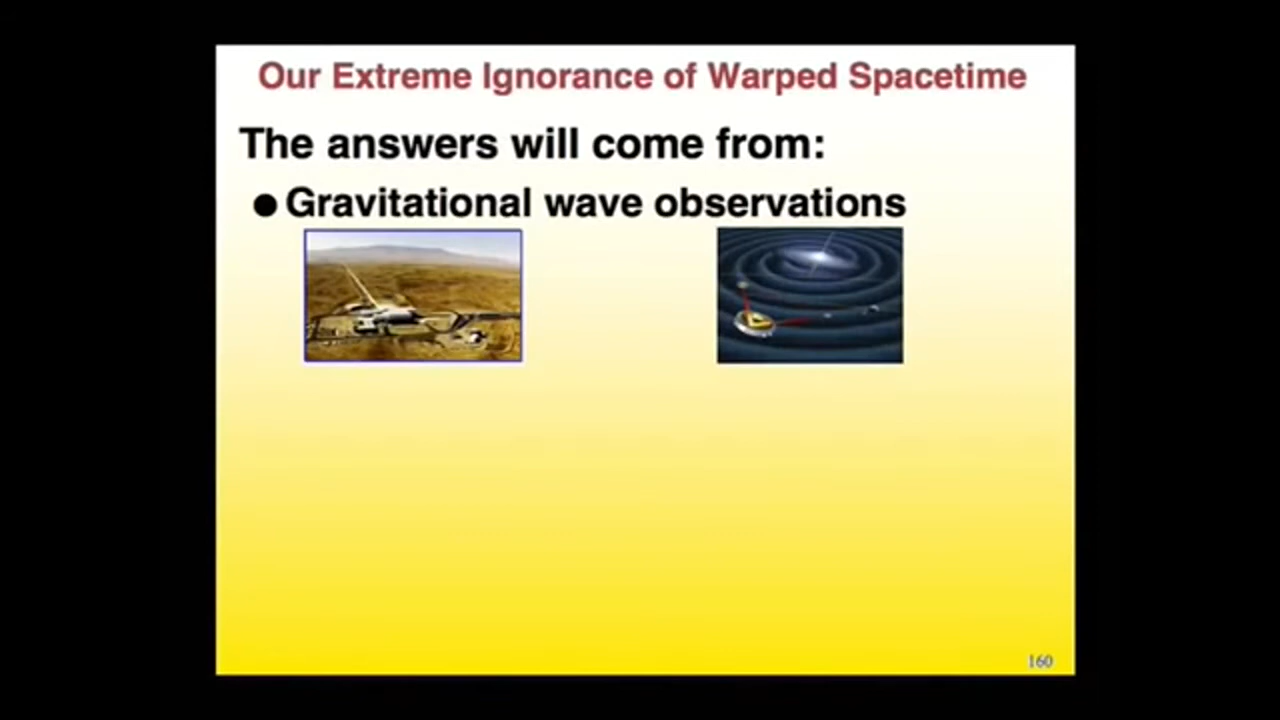 Our Extreme Ignorance of Warped Spacetime
The answers will come from:
● Gravitational wave observations
160